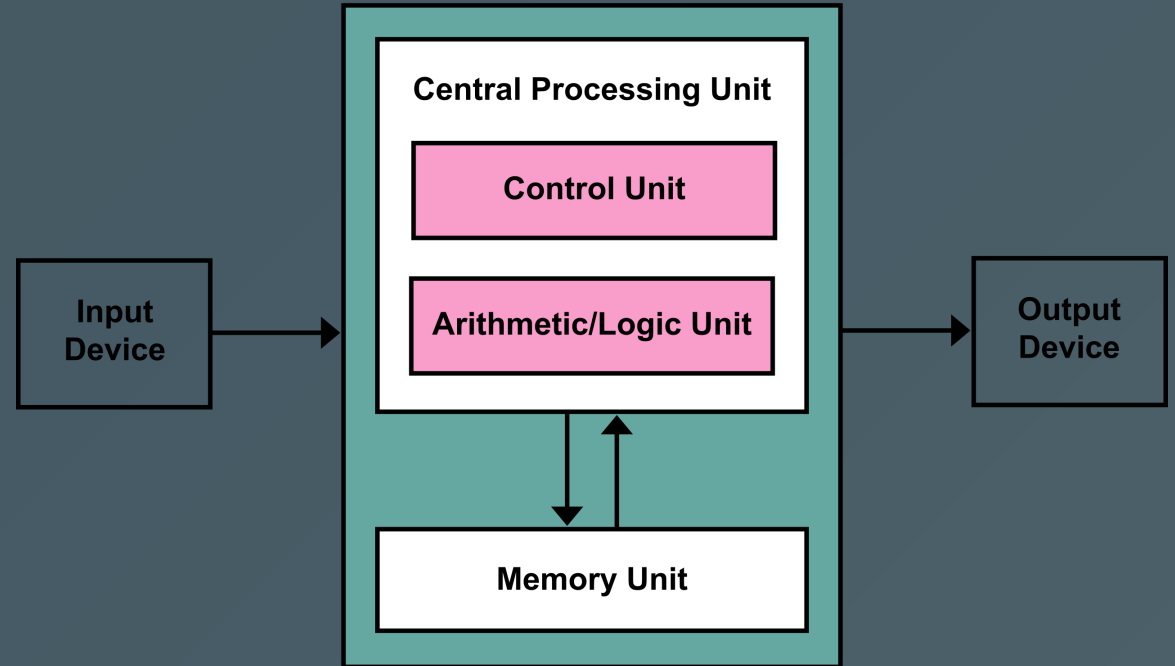 Central Processing Unit
Control Unit
Arithmetic/Logic Unit
Input
Device
Output
Device
Memory Unit